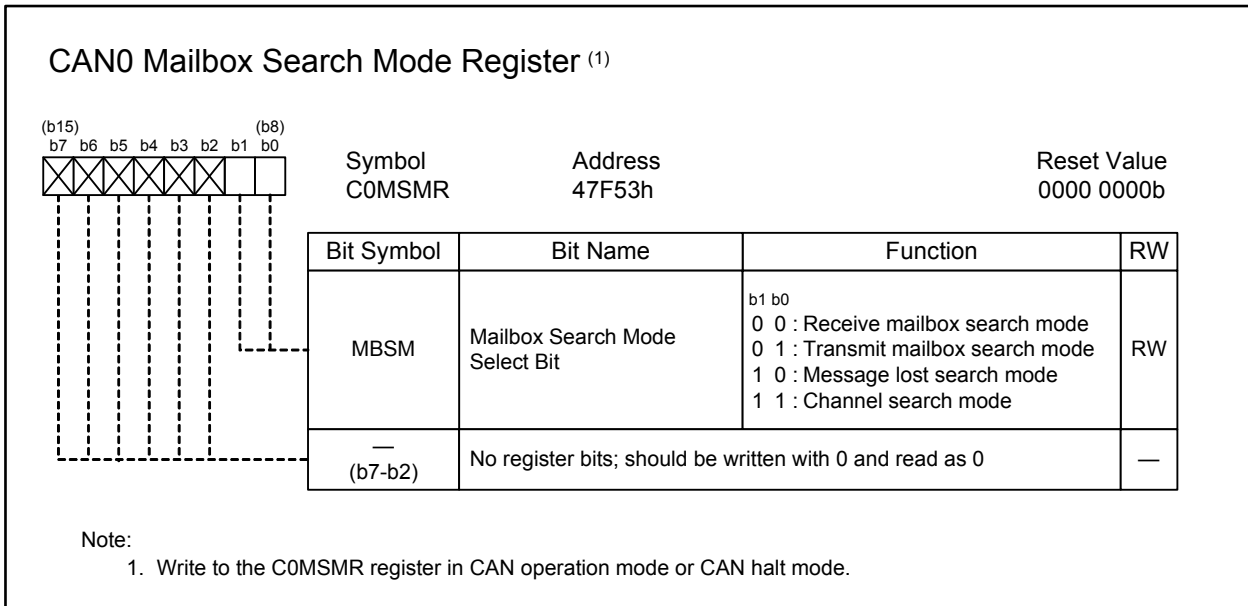 CAN0 Mailbox Search Mode Register (1)
(b15) (b8)
b7 b6 b5 b4 b3 b2 b1 b0
Symbol Address Reset Value
C0MSMR 47F53h 0000 0000b
Bit Symbol Bit Name Function RW
MBSM
Mailbox Search Mode
Select Bit
b1 b0
0 0 : Receive mailbox search mode
0 1 : Transmit mailbox search mode
1 0 : Message lost search mode
1 1 : Channel search mode
RW
—
(b7-b2)
No register bits; should be written with 0 and read as 0
—
Note:
1. Write to the C0MSMR register in CAN operation mode or CAN halt mode.